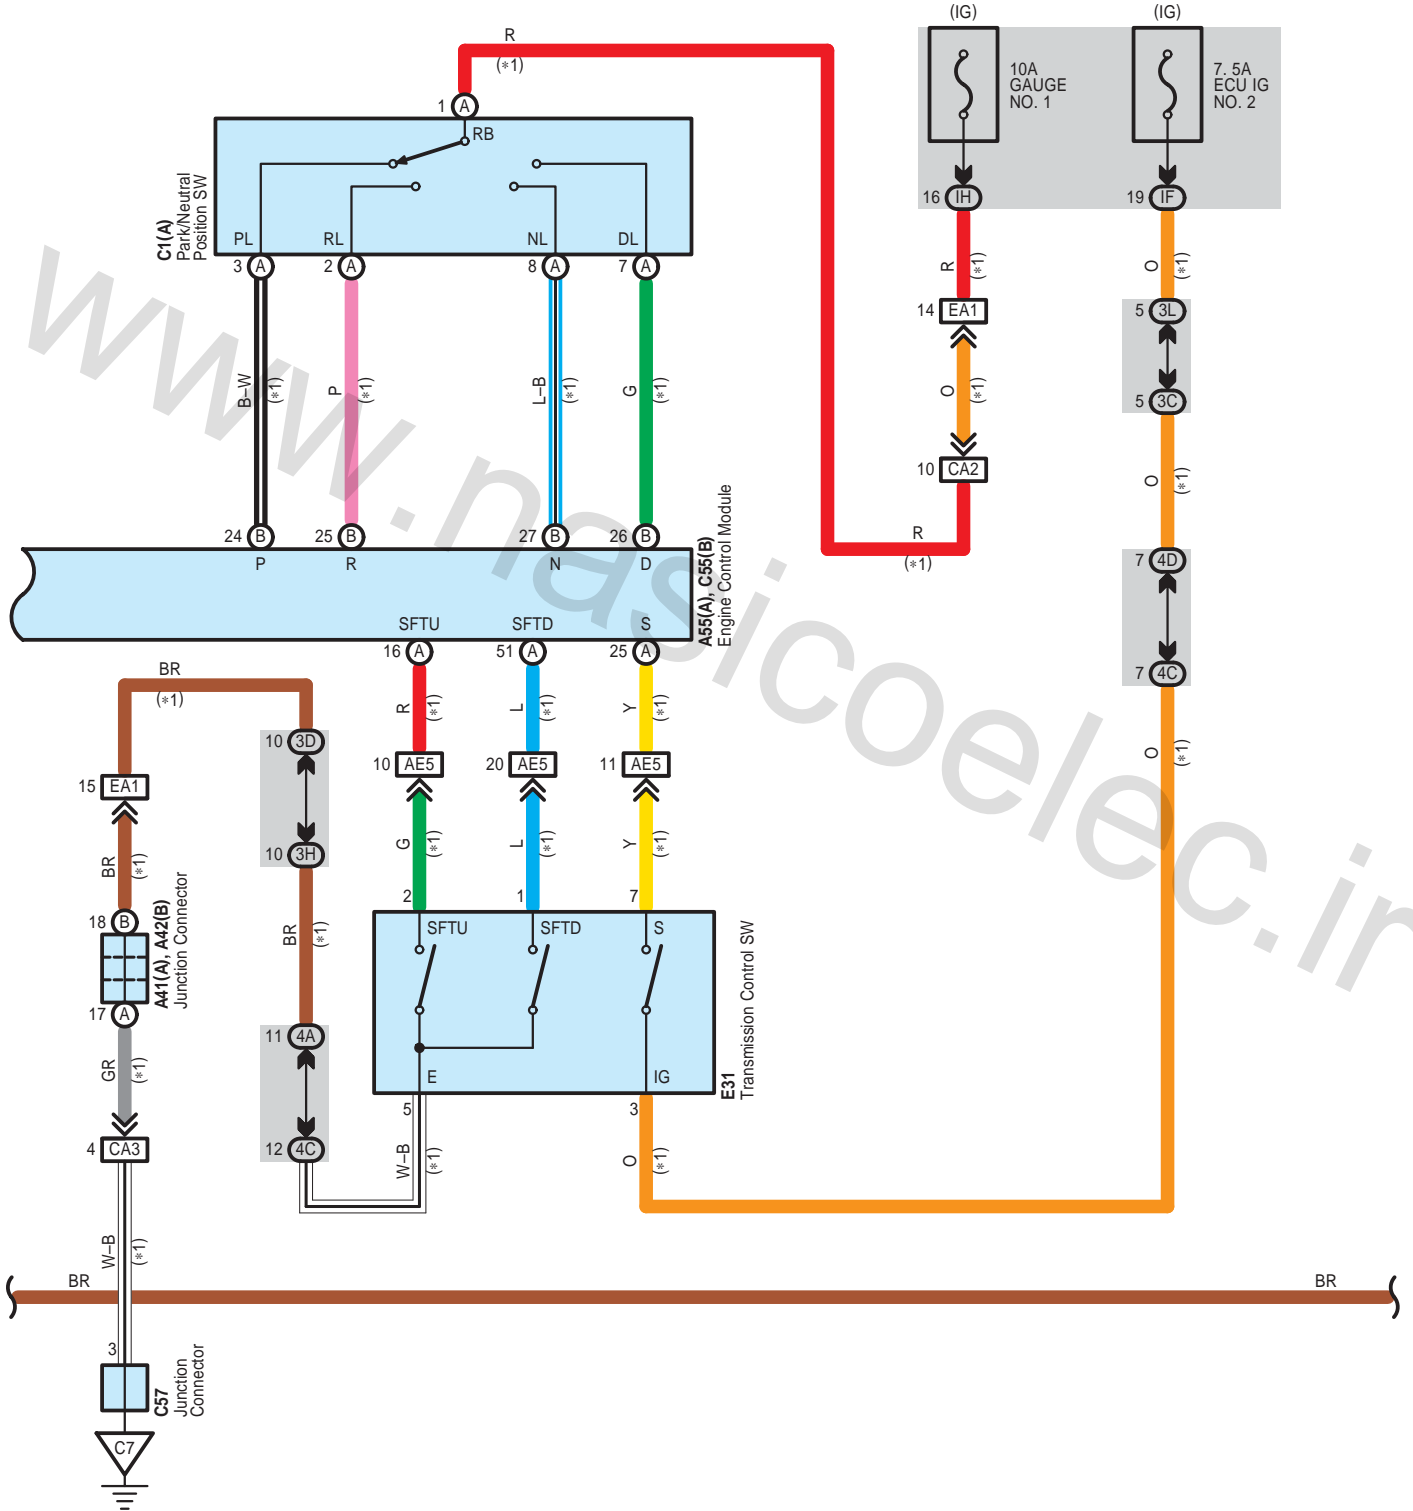 (IG)
(IG)
R
(*1)
10A
GAUGE
NO. 1
7. 5A
ECU IG
NO. 2
1 A
RB
C1(A)
Park/Neutral
Position SW
PL
RL
NL
DL
3 A
2 A
8 A
7 A
16 IH
19 IF
R
(*1)
O
(*1)
14 EA1
5 3L
B–W
(*1)
P
(*1)
L–B
(*1)
G
(*1)
O
(*1)
5 3C
10 CA2
O
(*1)
24 B
25 B
27 B
26 B
R
(*1)
P
R
N
D
A55(A), C55(B)
Engine Control Module
7 4D
SFTU
SFTD
S
16 A
51 A
25 A
7 4C
BR
(*1)
R
(*1)
L
(*1)
Y
(*1)
O
(*1)
10 3D
10 AE5
20 AE5
11 AE5
15 EA1
10 3H
BR
(*1)
G
(*1)
L
(*1)
Y
(*1)
2
1
7
18 B
A41(A), A42(B)
Junction Connector
BR
(*1)
SFTU
SFTD
S
17 A
11 4A
GR
(*1)
E
IG
E31
Transmission Control SW
5
3
4 CA3
12 4C
W–B
(*1)
O
(*1)
W–B
(*1)
BR
BR
3
C57
Junction
Connector
C7
www.nasicoelec.ir